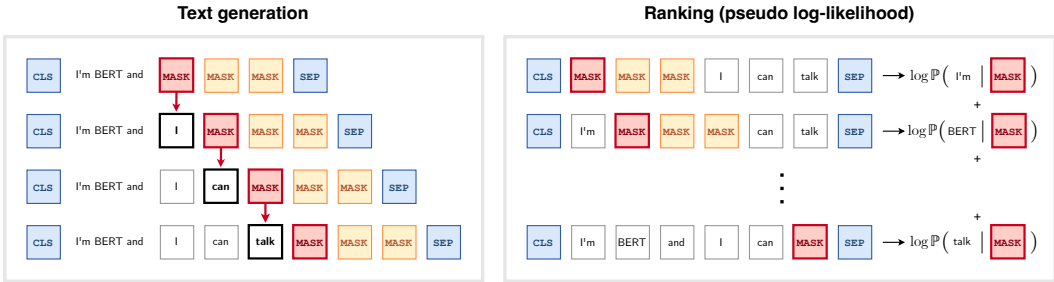 Text generation
CLS I'm BERT and MASK MASK MASK SEP
CLS I'm BERT and I MASK MASK MASK SEP
CLS I'm BERT and I can MASK MASK MASK SEP
CLS I'm BERT and I can talk MASK MASK MASK SEP
Ranking (pseudo log-likelihood)
CLS MASK MASK MASK I can talk SEP → log ℙ( I'm | MASK )
+
CLS I'm MASK MASK MASK can talk SEP → log ℙ( BERT | MASK )
+
⋮
+
CLS I'm BERT and I can MASK SEP → log ℙ( talk | MASK )